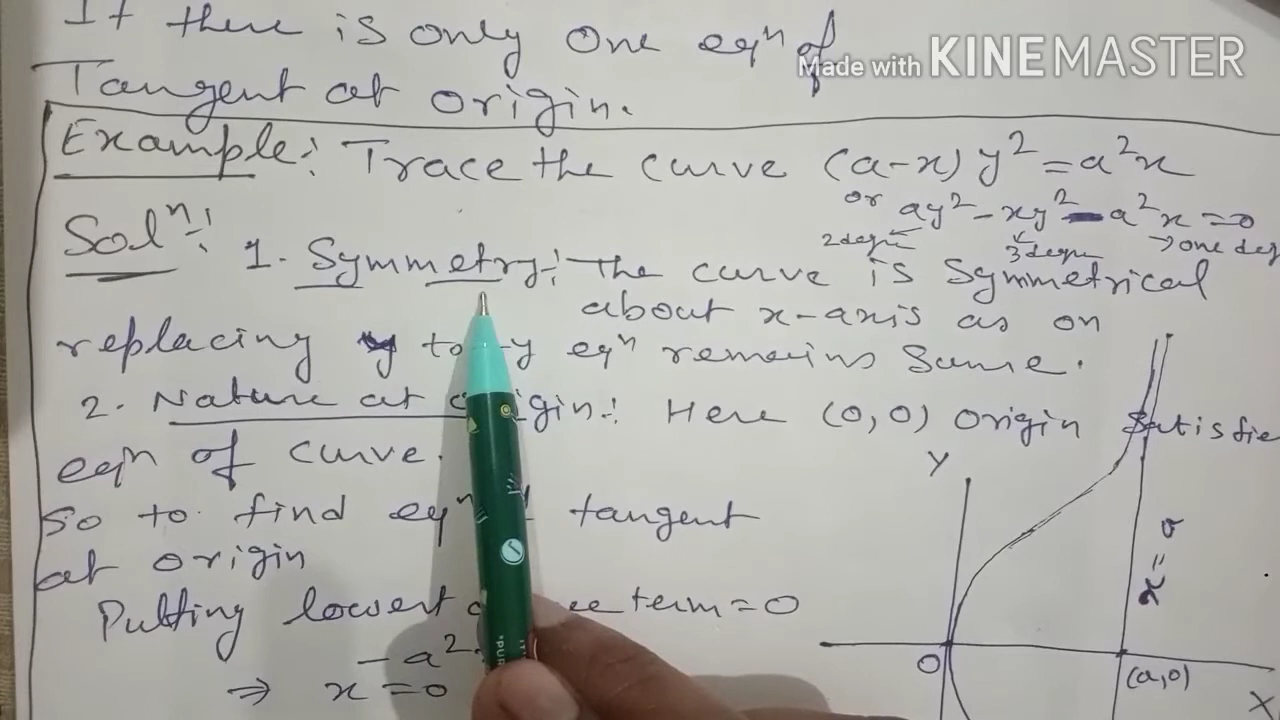 If there is only one eqⁿ of
Made with KINEMASTER
Tangent at origin.
Example: Trace the curve (a-x) y² = a²x
or ay² - xy² - a²x = 0
2 degree 3 degree → one deg
Solⁿ:
1. Symmetry: The curve is Symmetrical
about x-axis as on
replacing y to -y eqⁿ remains Same.
2. Nature at origin: Here (0,0) origin Satisfie
eqⁿ of curve.
So to find eqⁿ tangent
at origin
Putting lowest term = 0
- a²
⇒ x = 0
Y
x = a
O
(a,0)
X